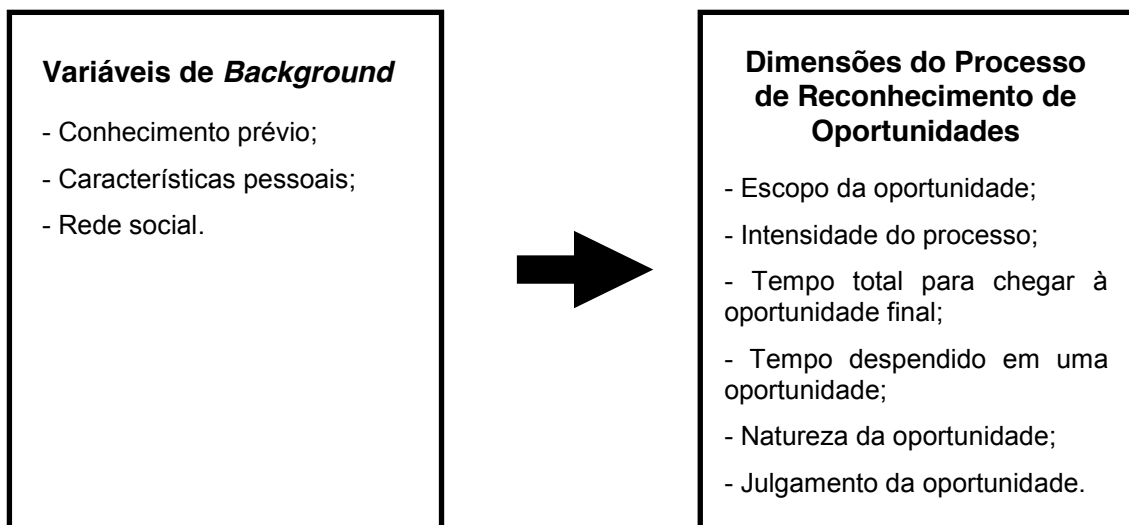 Variáveis de Background
- Conhecimento prévio;
- Características pessoais;
- Rede social.
Dimensões do Processo
de Reconhecimento de
Oportunidades
- Escopo da oportunidade;
- Intensidade do processo;
- Tempo total para chegar à
oportunidade final;
- Tempo despendido em uma
oportunidade;
- Natureza da oportunidade;
- Julgamento da oportunidade.